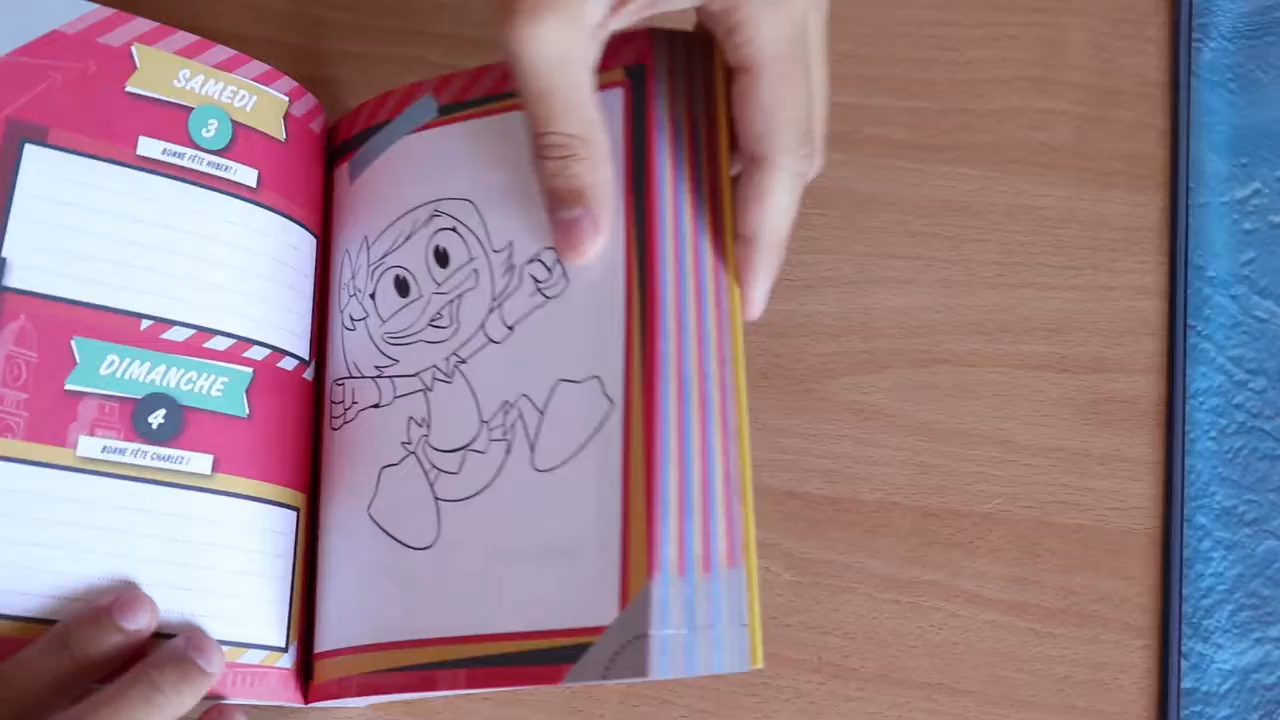 SAMEDI
3
BONNE FÊTE HUBERT !
DIMANCHE
4
BONNE FÊTE CHARLES !